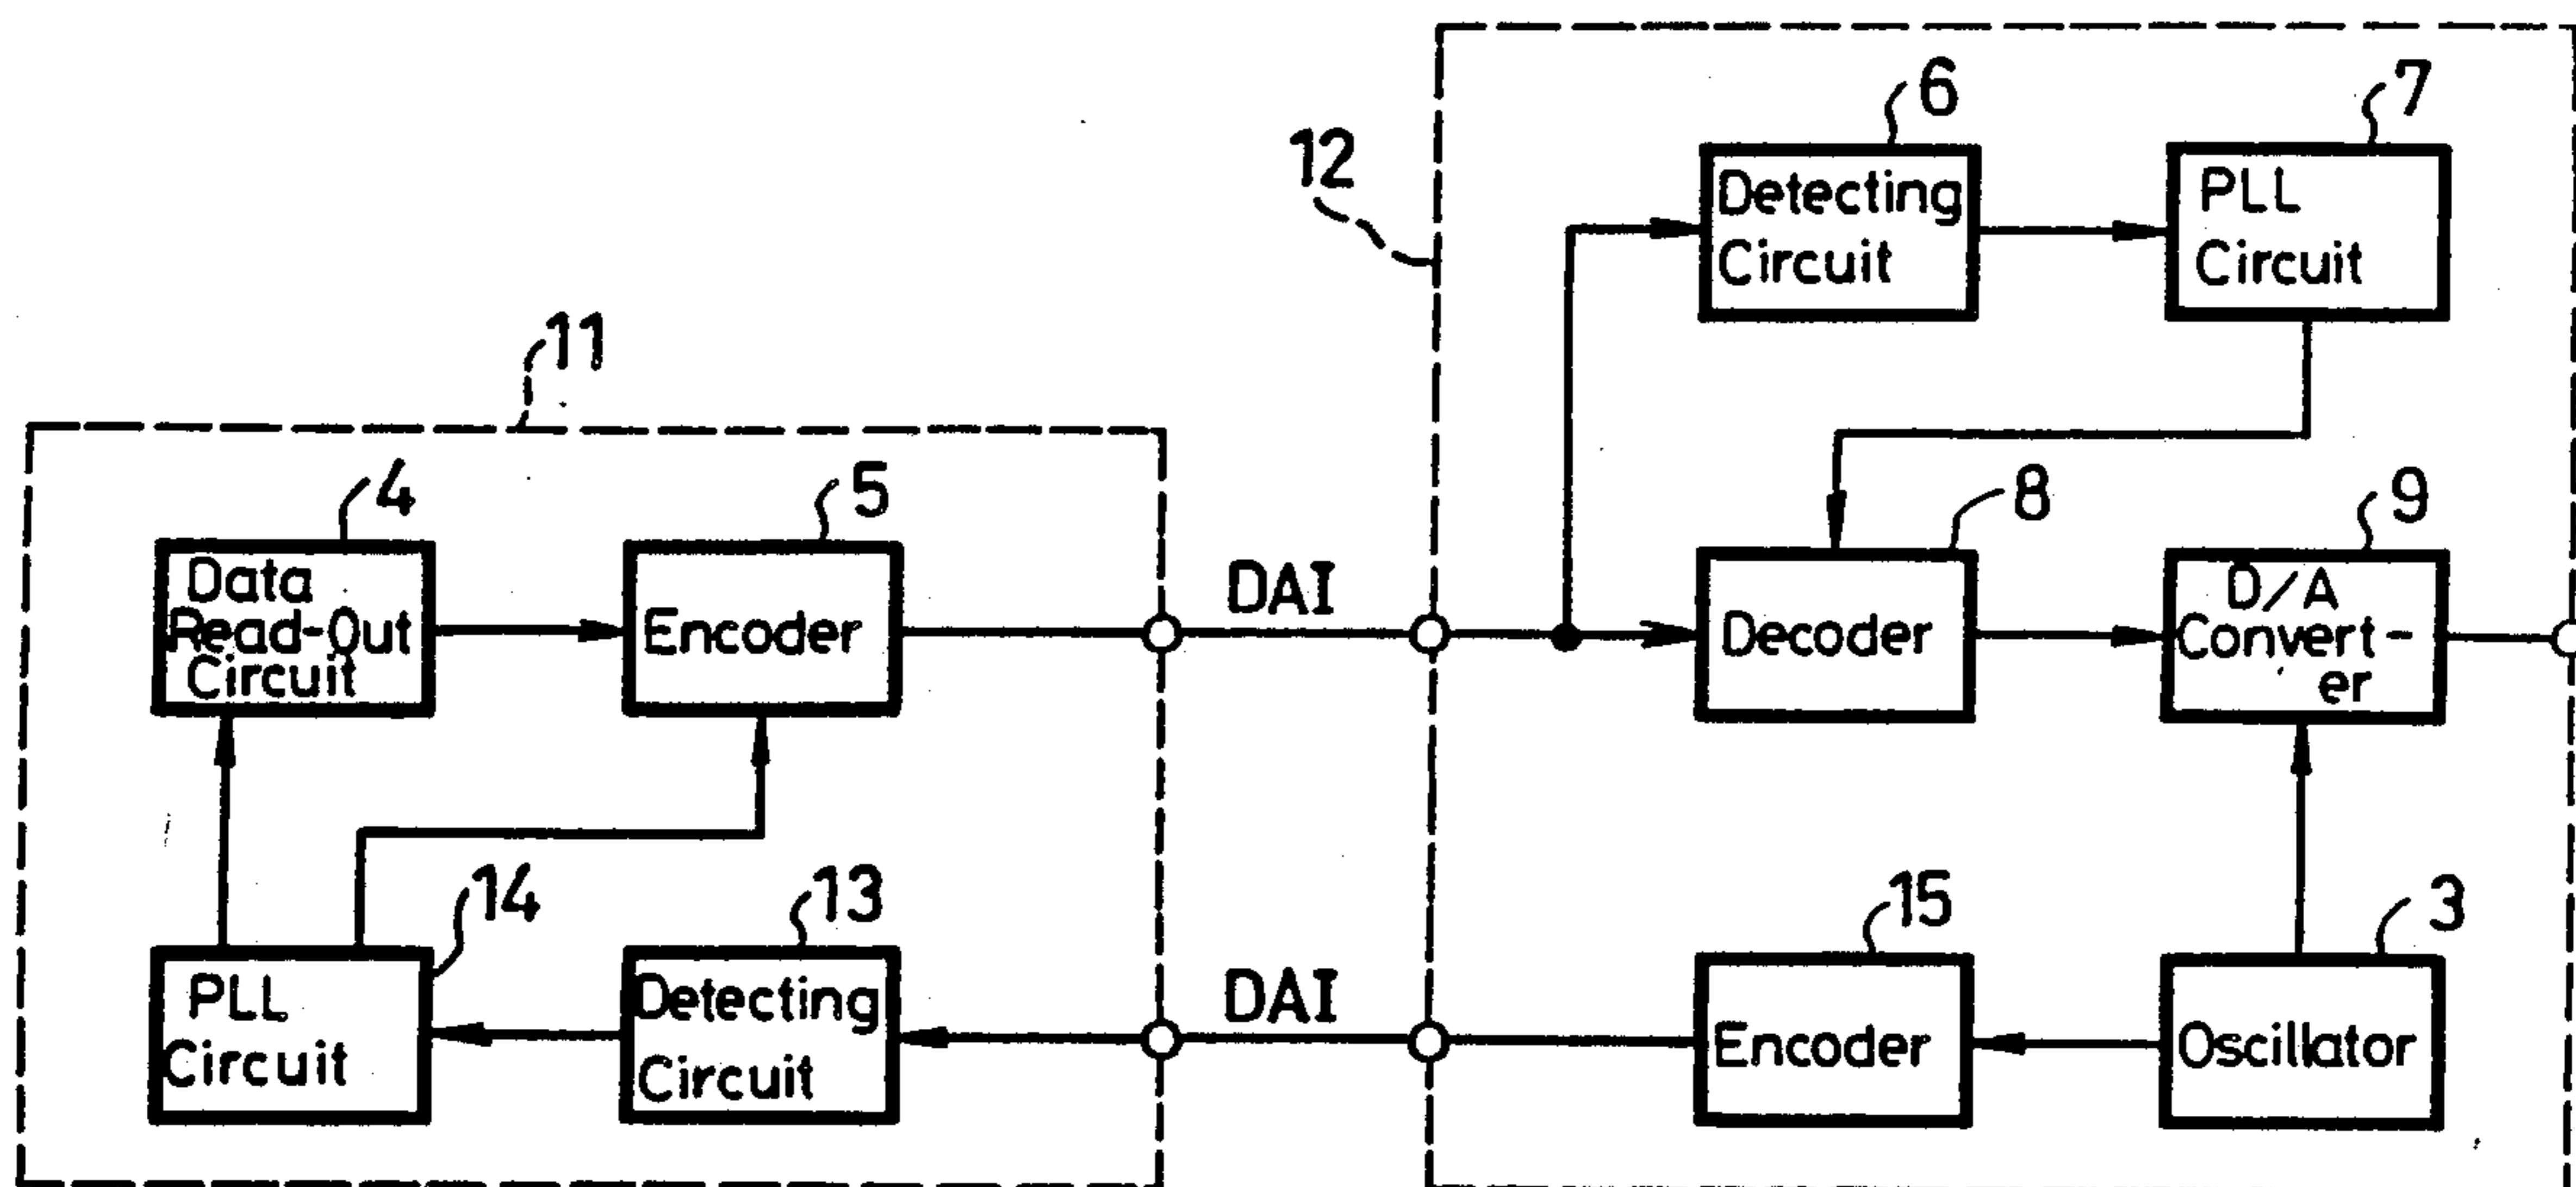 12
6
Detecting
Circuit
7
PLL
Circuit
11
4
Data
Read-Out
Circuit
5
Encoder
DAI
8
Decoder
9
D/A
Convert-
er
14
PLL
Circuit
13
Detecting
Circuit
DAI
15
Encoder
3
Oscillator